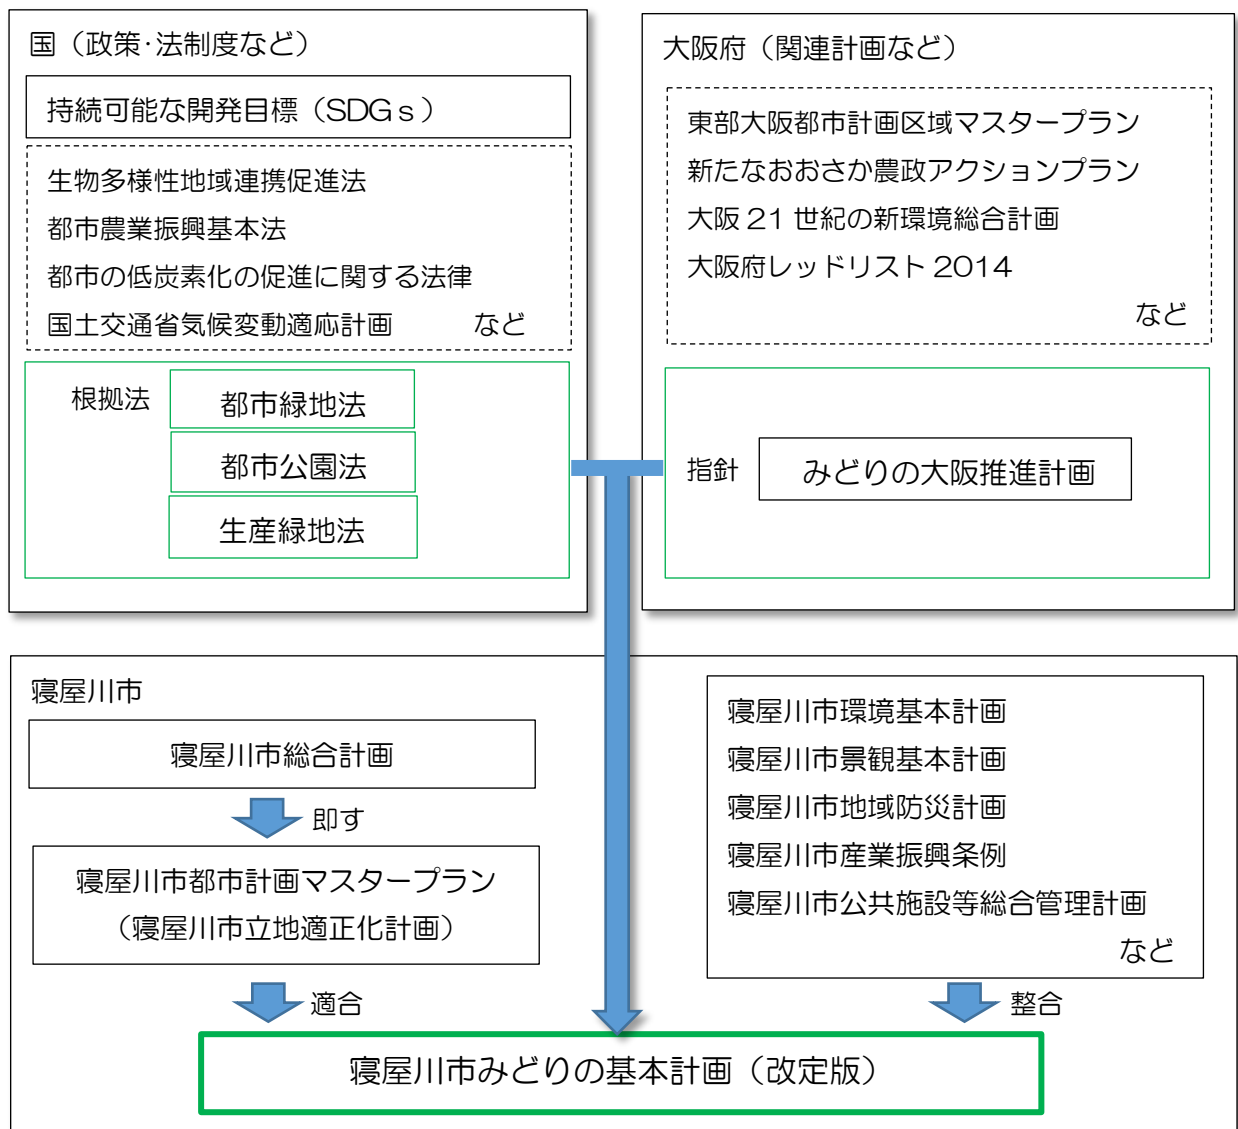 国（政策･法制度など）
持続可能な開発目標（SDGｓ）
生物多様性地域連携促進法
都市農業振興基本法
都市の低炭素化の促進に関する法律
国土交通省気候変動適応計画　　　など
根拠法
都市緑地法
都市公園法
生産緑地法
大阪府（関連計画など）
東部大阪都市計画区域マスタープラン
新たなおおさか農政アクションプラン
大阪 21 世紀の新環境総合計画
大阪府レッドリスト 2014
など
指針
みどりの大阪推進計画
寝屋川市
寝屋川市総合計画
即す
寝屋川市都市計画マスタープラン
（寝屋川市立地適正化計画）
適合
寝屋川市環境基本計画
寝屋川市景観基本計画
寝屋川市地域防災計画
寝屋川市産業振興条例
寝屋川市公共施設等総合管理計画
など
整合
寝屋川市みどりの基本計画（改定版）